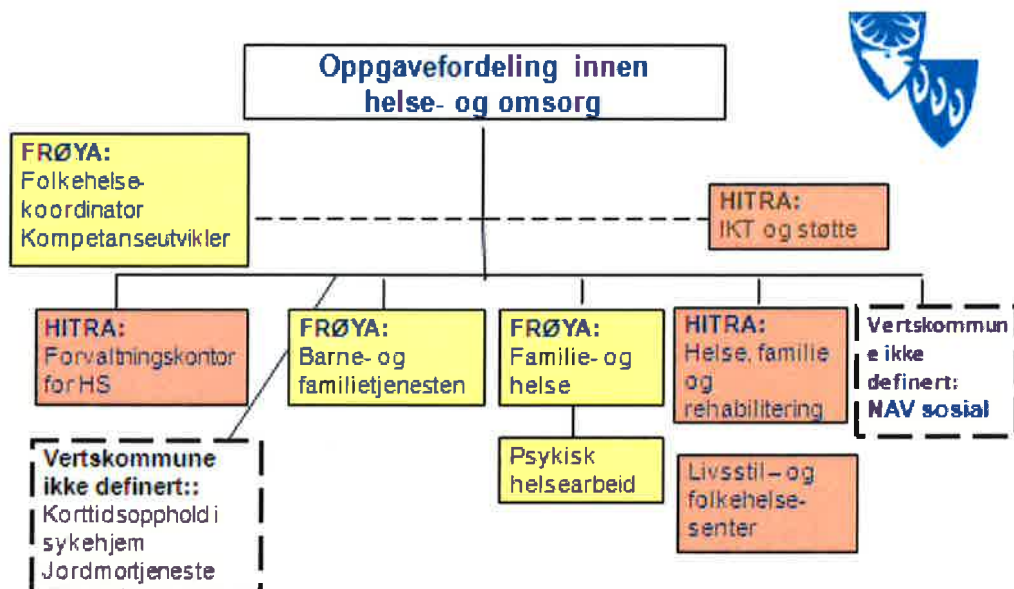 Oppgavefordeling innen
helse- og omsorg
FRØYA:
Folkehelse-
koordinator
Kompetanseutvikler
HITRA:
IKT og støtte
HITRA:
Forvaltningskontor
for HS
FRØYA:
Barne- og
familietjenesten
FRØYA:
Familie- og
helse
HITRA:
Helse, familie
og
rehabilitering
Vertskommun
e ikke
definert:
NAV sosial
Vertskommune
ikke definert::
Korttidsopphold i
sykehjem
Jordmortjeneste
Psykisk
helsearbeid
Livsstil – og
folkehelse-
senter